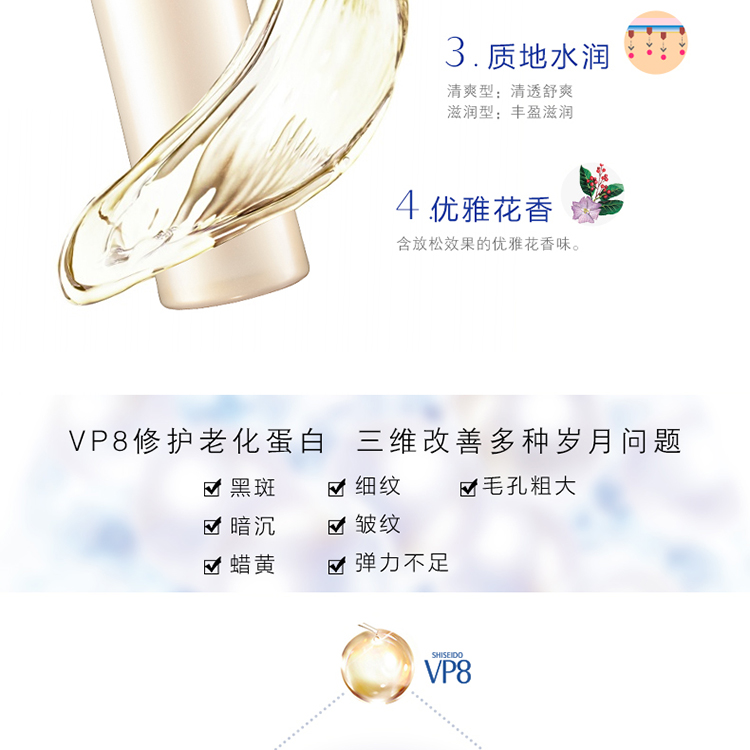 3.质地水润
清爽型：清透舒爽
滋润型：丰盈滋润
4.优雅花香
含放松效果的优雅花香味。
VP8修护老化蛋白 三维改善多种岁月问题
黑斑 细纹 毛孔粗大
暗沉 皱纹
蜡黄 弹力不足
SHISEIDO
VP8